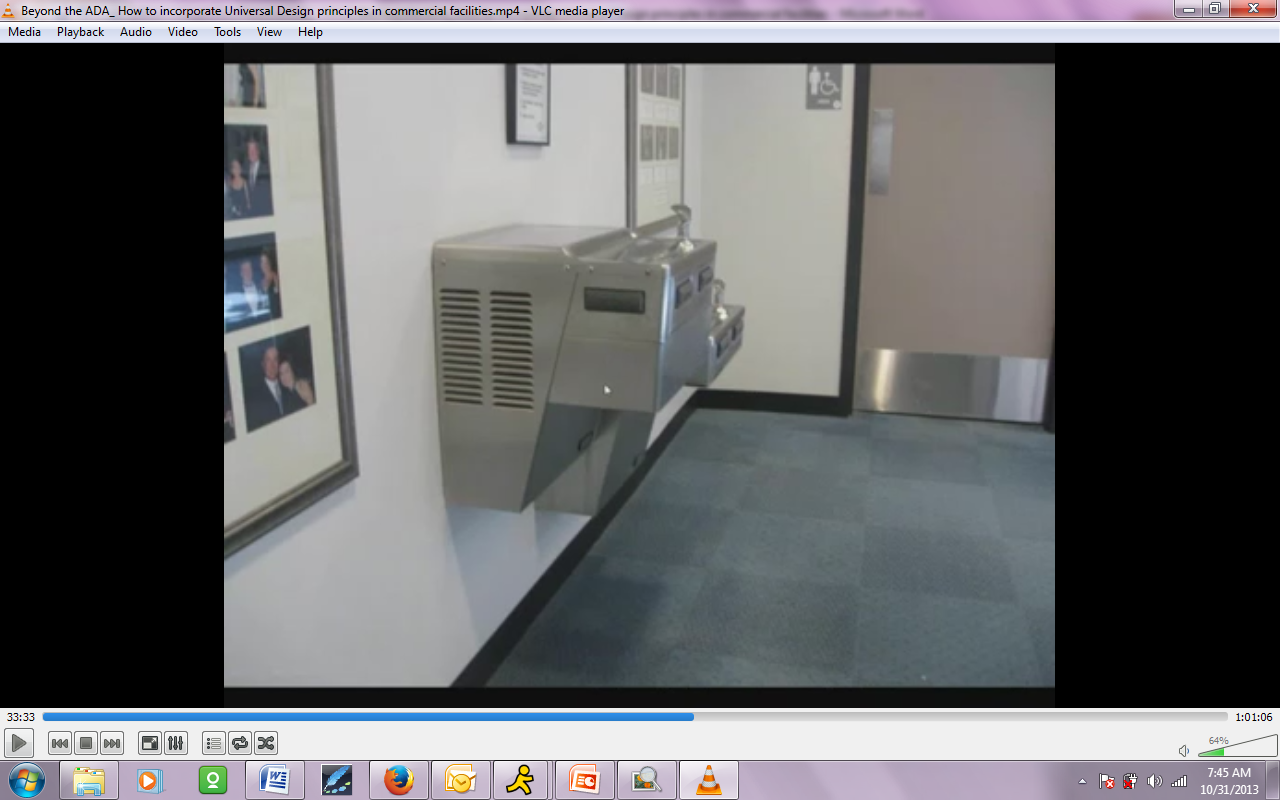 Beyond the ADA_ How to incorporate Universal Design principles in commercial facilities.mp4 - VLC media player
Media Playback Audio Video Tools View Help
33:33
1:01:06
64%
7:45 AM
10/31/2013